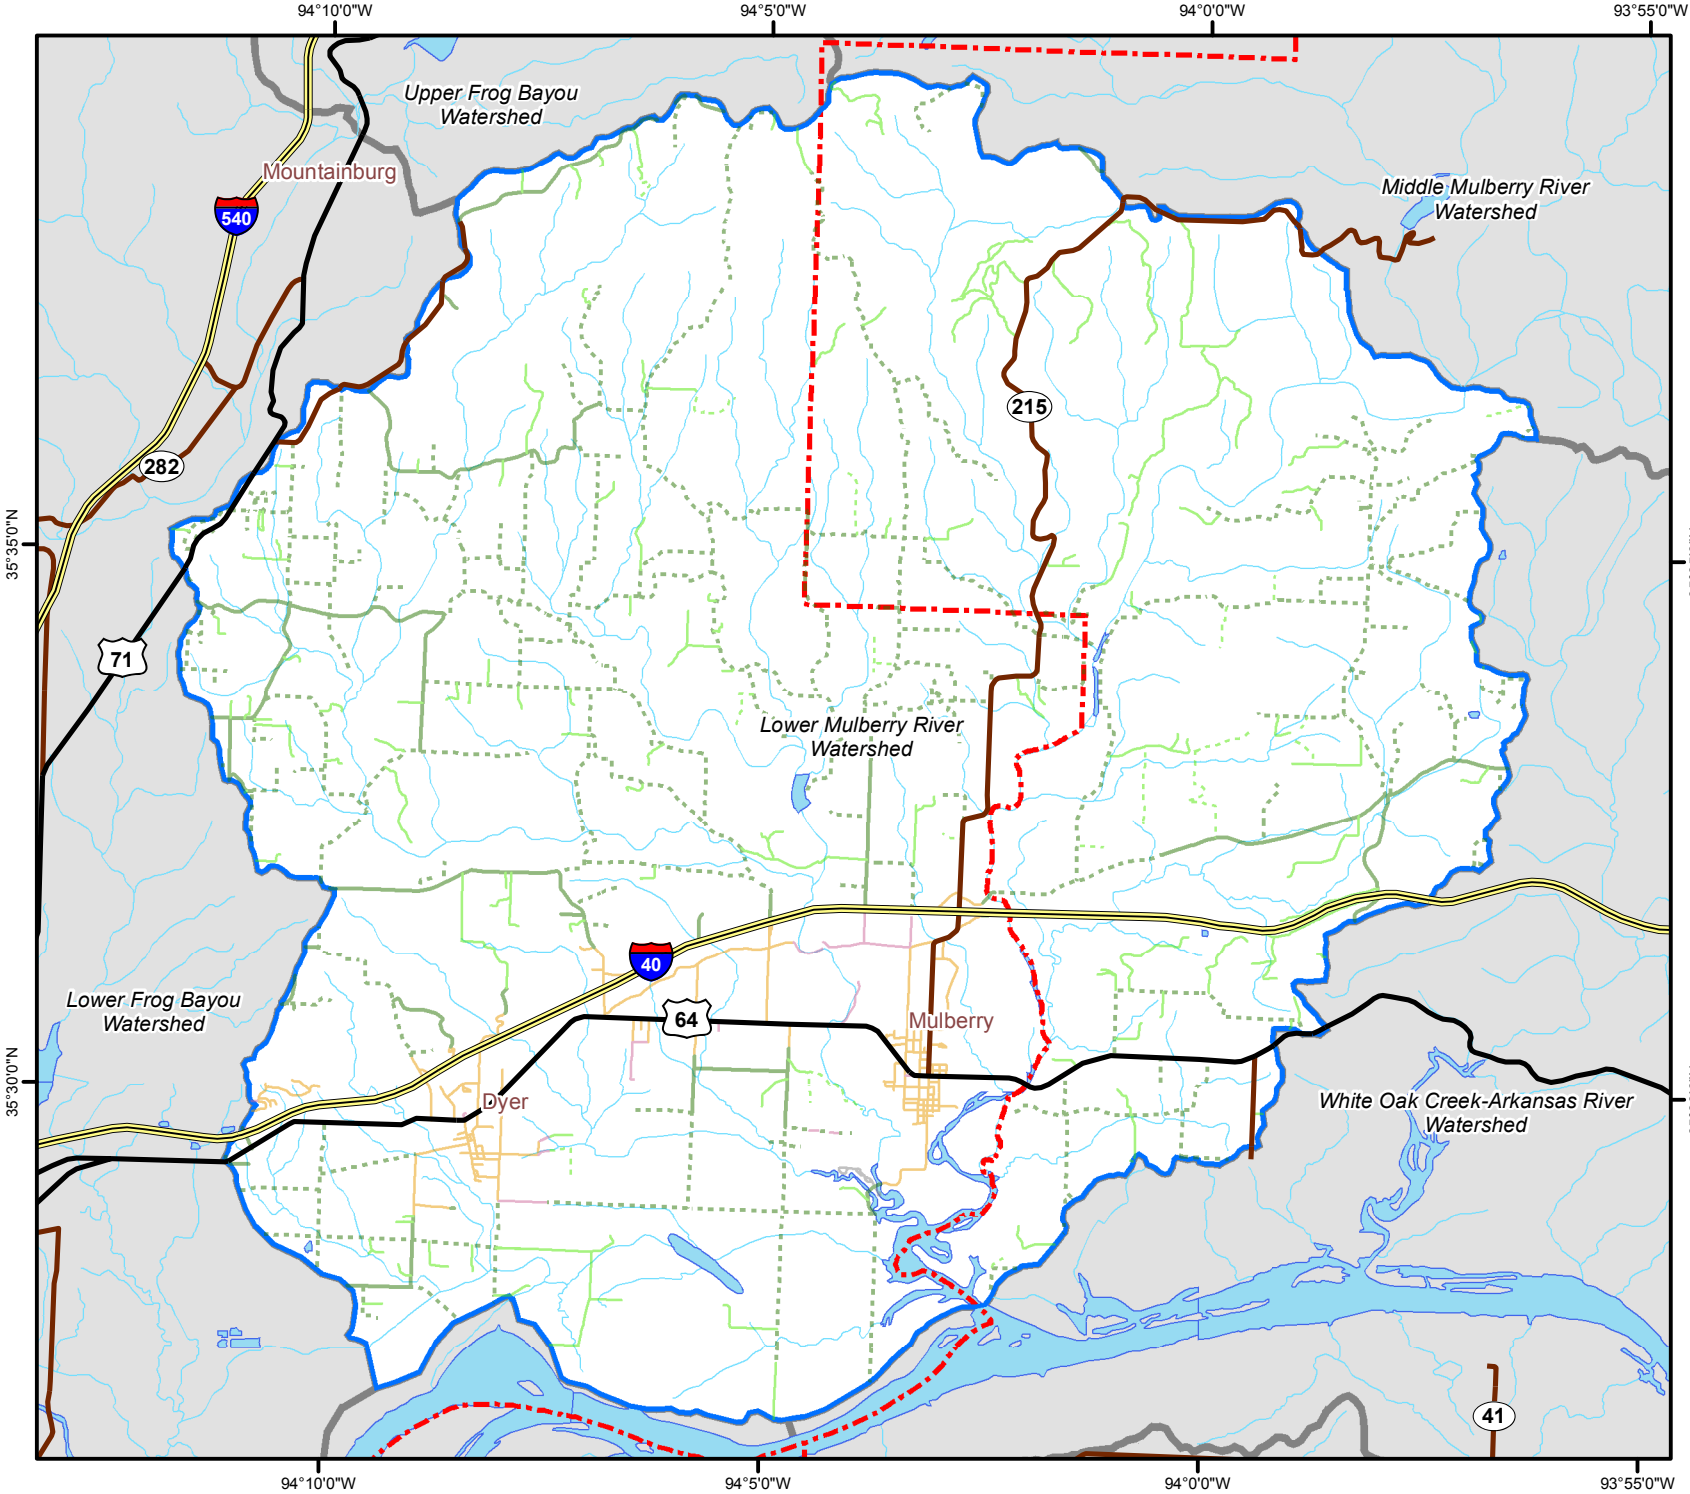 94°10'0"W
94°5'0"W
94°0'0"W
93°55'0"W
Upper Frog Bayou
Watershed
Mountainburg
Middle Mulberry River
Watershed
540
215
282
35°35'0"N
71
Lower Mulberry River
Watershed
40
Lower Frog Bayou
Watershed
64
Mulberry
35°30'0"N
Dyer
White Oak Creek-Arkansas River
Watershed
41
94°10'0"W
94°5'0"W
94°0'0"W
93°55'0"W